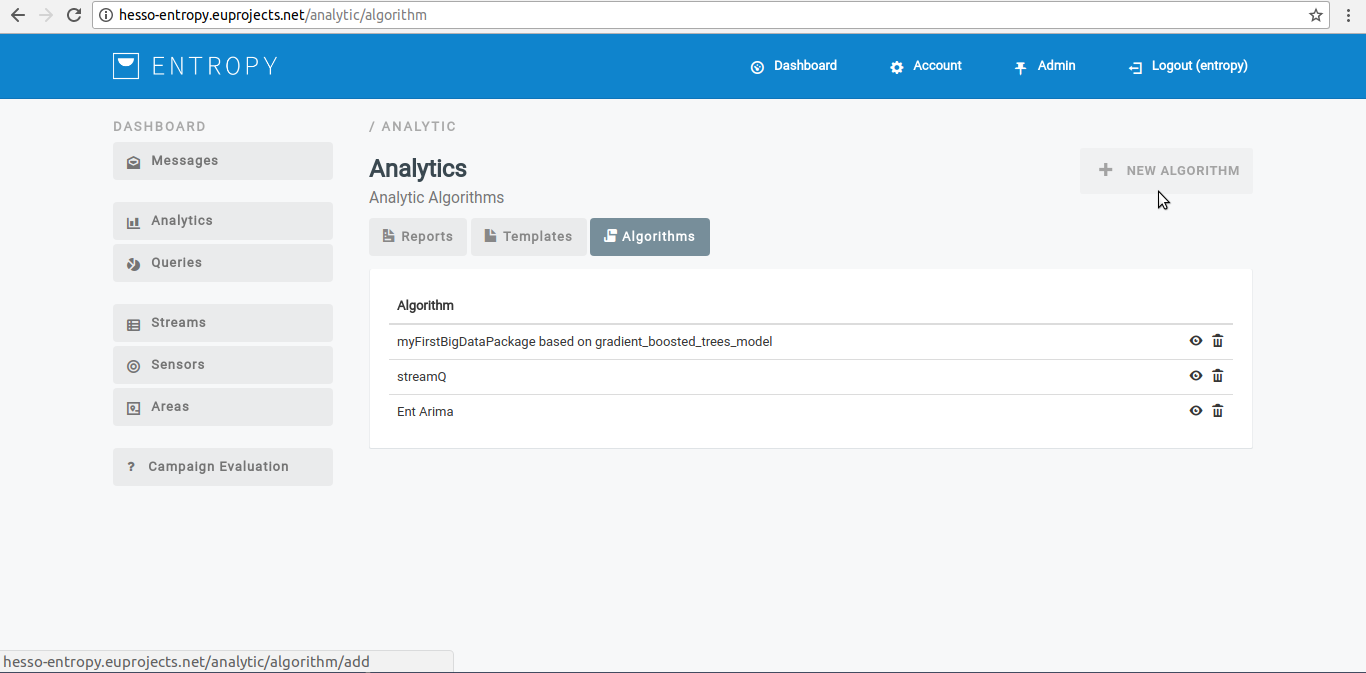 hesso-entropy.euprojects.net/analytic/algorithm
ENTROPY
Dashboard
Account
Admin
Logout (entropy)
DASHBOARD
Messages
Analytics
Queries
Streams
Sensors
Areas
? Campaign Evaluation
/ ANALYTIC
Analytics
Analytic Algorithms
+ NEW ALGORITHM
Reports
Templates
Algorithms
Algorithm
myFirstBigDataPackage based on gradient_boosted_trees_model
streamQ
Ent Arima
hesso-entropy.euprojects.net/analytic/algorithm/add